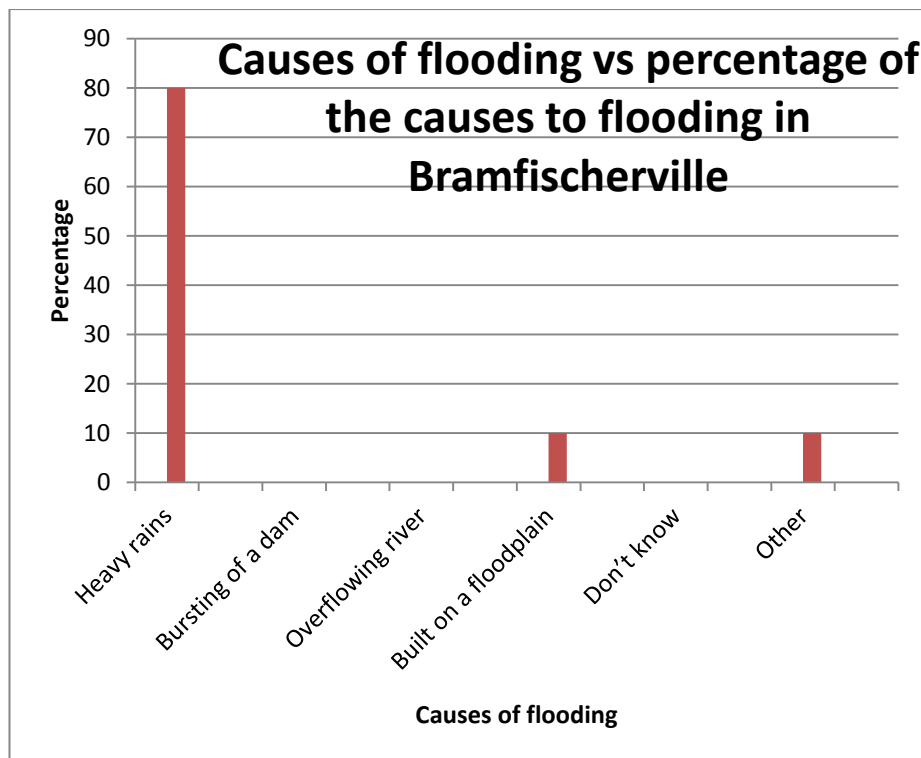 Causes of flooding vs percentage of
the causes to flooding in
Bramfischerville
90
80
70
60
50
40
30
20
10
0
Percentage
Heavy rains
Bursting of a dam
Overflowing river
Built on a floodplain
Don’t know
Other
Causes of flooding